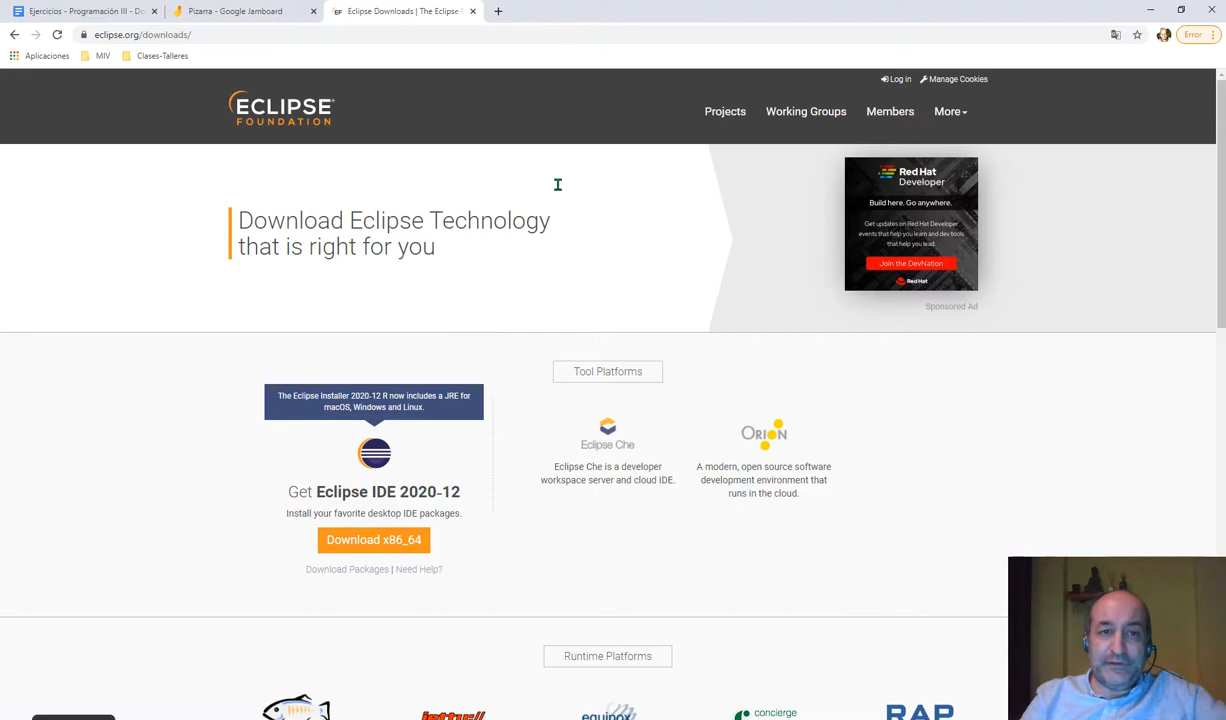 Ejercicios - Programación III - Do
Pizarra - Google Jamboard
Eclipse Downloads | The Eclipse F
eclipse.org/downloads/
Error
Aplicaciones
MIV
Clases-Talleres
Log in
Manage Cookies
ECLIPSE
FOUNDATION
Projects
Working Groups
Members
More
Download Eclipse Technology
that is right for you
Red Hat
Developer
Build here. Go anywhere.
Get updates on Red Hat Developer
events that help you learn and dev tools
that help you lead.
Join the DevNation
Red Hat
Sponsored Ad
Tool Platforms
The Eclipse Installer 2020-12 R now includes a JRE for
macOS, Windows and Linux.
Get Eclipse IDE 2020-12
Install your favorite desktop IDE packages.
Download x86_64
Download Packages | Need Help?
Eclipse Che
Eclipse Che is a developer
workspace server and cloud IDE.
ORION
A modern, open source software
development environment that
runs in the cloud.
Runtime Platforms
jetty://
equinox
concierge
RAP